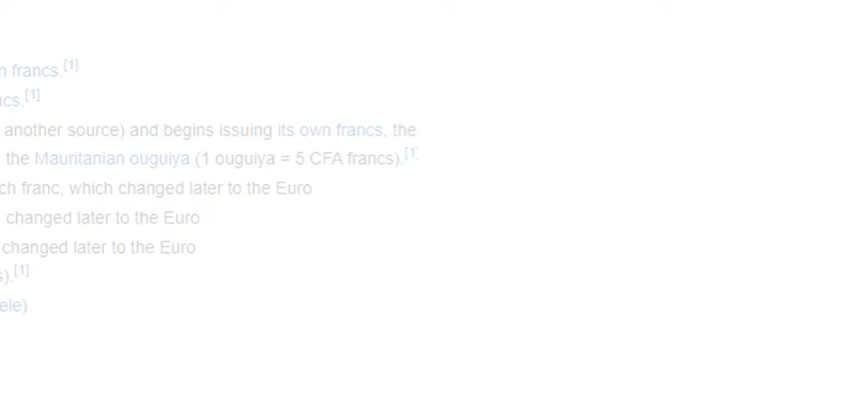 francs.[1]
ncs.[1]
another source) and begins issuing its own francs, the
the Mauritanian ouguiya (1 ouguiya = 5 CFA francs).[1]
ch franc, which changed later to the Euro
changed later to the Euro
changed later to the Euro
s).[1]
ele)